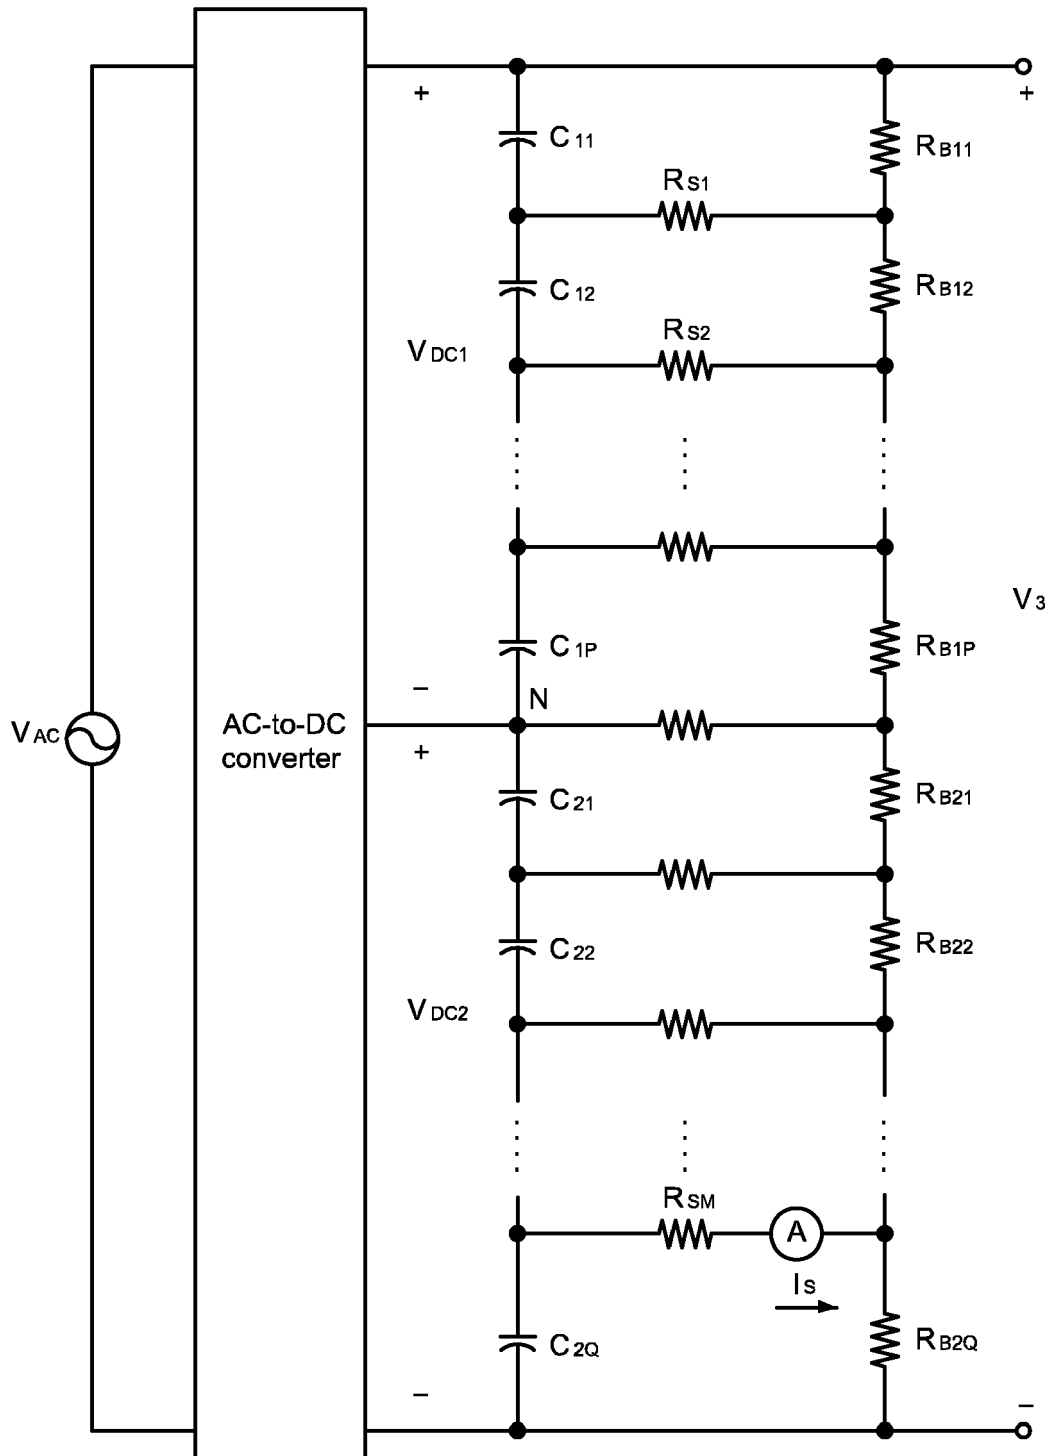 +
+
C11
RB11
RS1
C12
RB12
RS2
VDC1
V3
C1P
RB1P
−
N
VAC
AC-to-DC
converter
+
C21
RB21
C22
RB22
VDC2
RSM
A
IS
C2Q
RB2Q
−
−